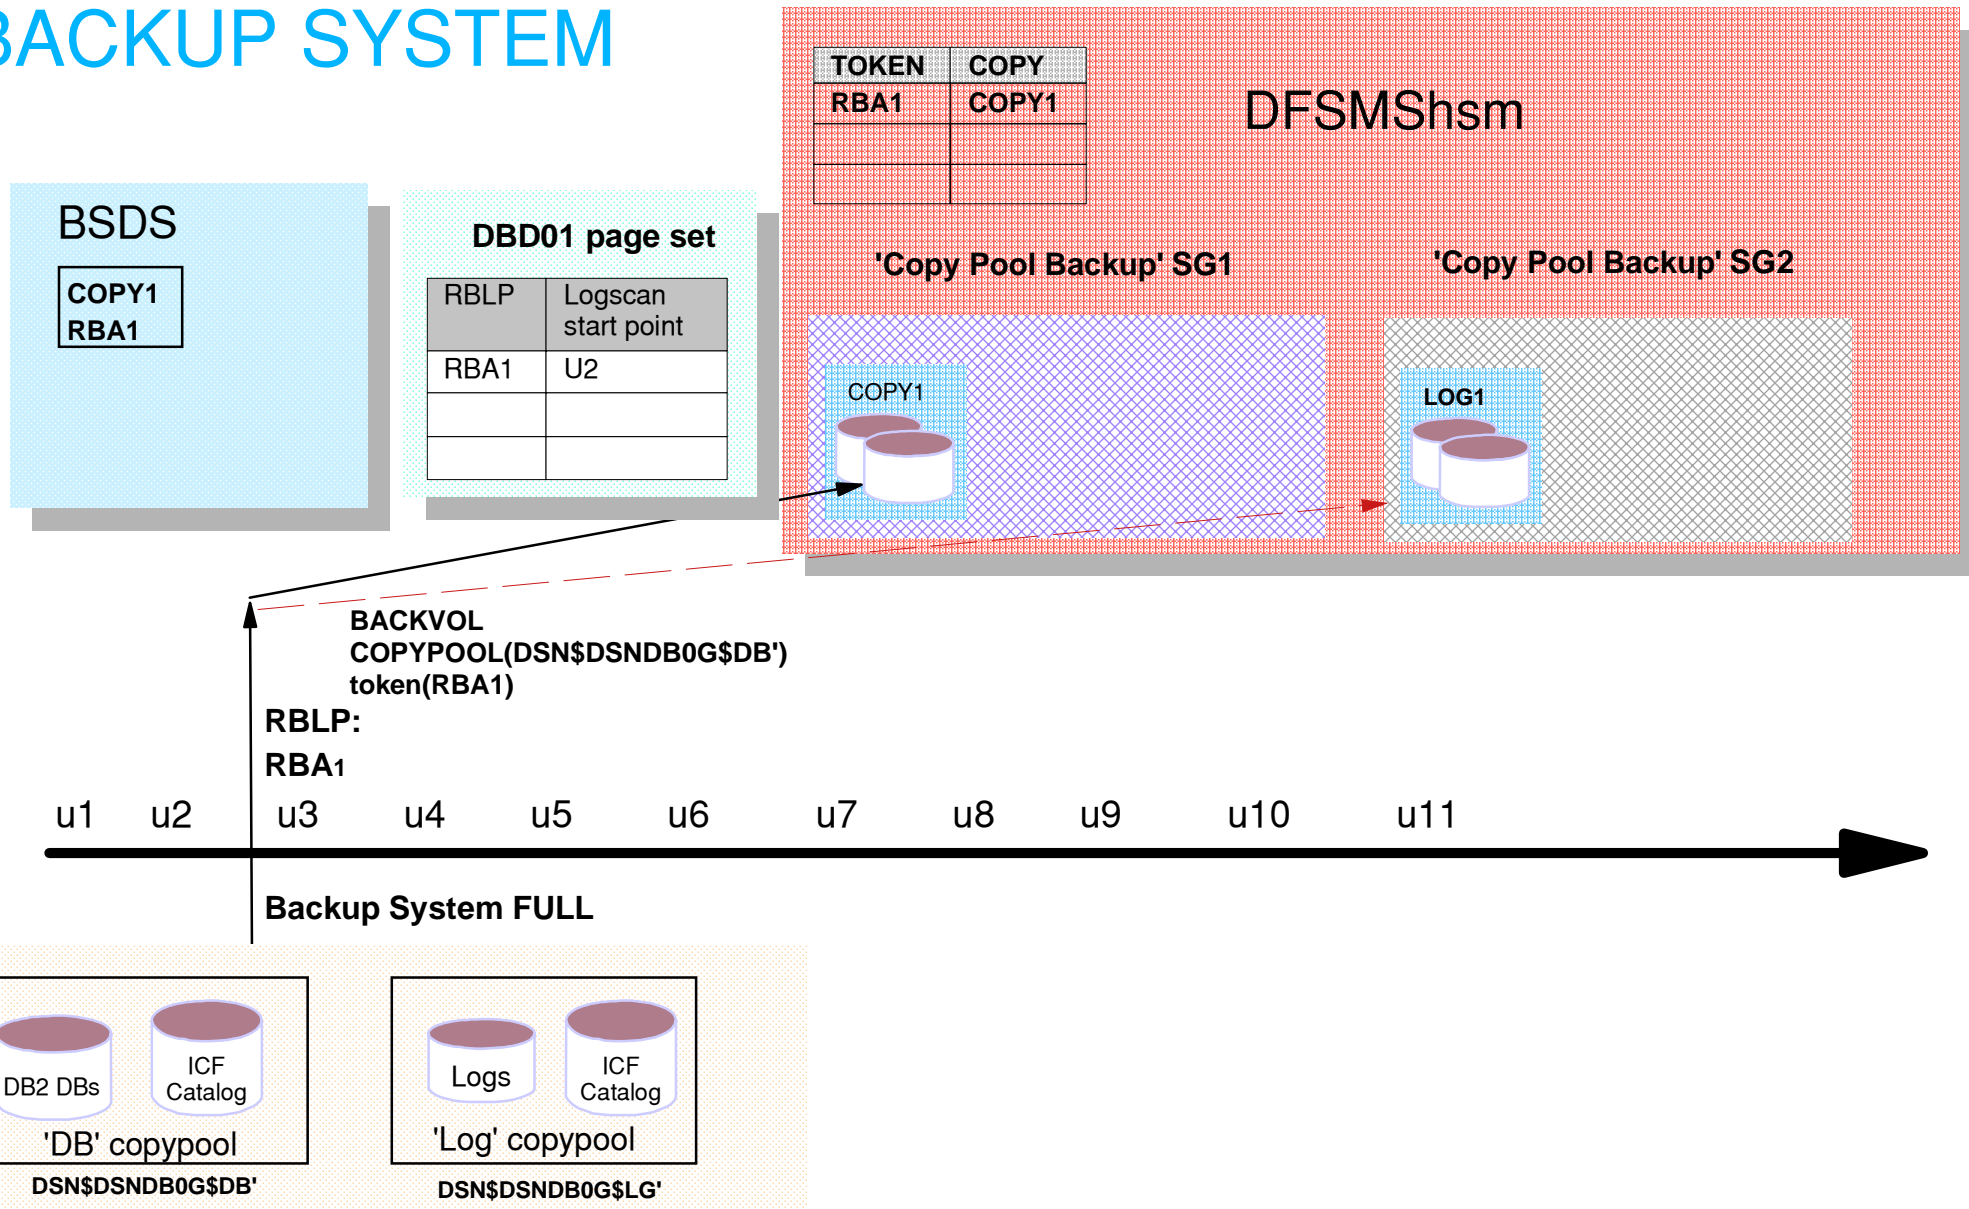 BACKUP SYSTEM
TOKEN COPY
RBA1 COPY1
DFSMShsm
BSDS
COPY1
RBA1
DBD01 page set
RBLP Logscan
start point
RBA1 U2
'Copy Pool Backup' SG1
'Copy Pool Backup' SG2
COPY1
LOG1
BACKVOL
COPYPOOL(DSN$DSNDB0G$DB')
token(RBA1)
RBLP:
RBA1
u1 u2 u3 u4 u5 u6 u7 u8 u9 u10 u11
Backup System FULL
DB2 DBs
ICF
Catalog
'DB' copypool
DSN$DSNDB0G$DB'
Logs
ICF
Catalog
'Log' copypool
DSN$DSNDB0G$LG'